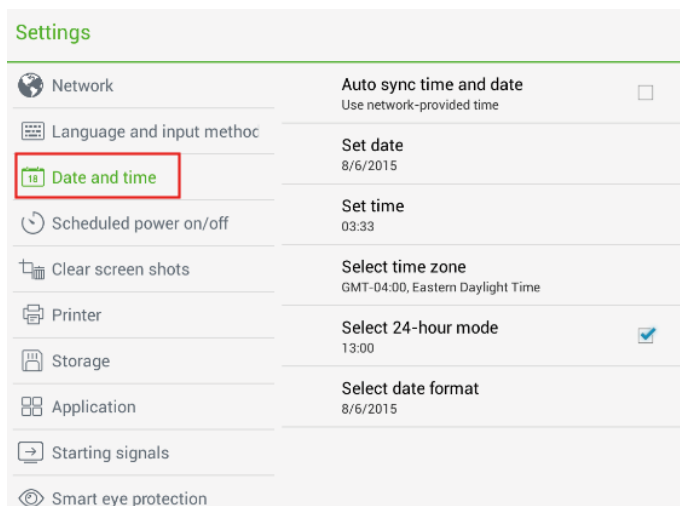 Settings
Network
Language and input method
18
Date and time
Scheduled power on/off
Clear screen shots
Printer
Storage
Application
Starting signals
Smart eye protection
Auto sync time and date
Use network-provided time
Set date
8/6/2015
Set time
03:33
Select time zone
GMT-04:00, Eastern Daylight Time
Select 24-hour mode
13:00
Select date format
8/6/2015